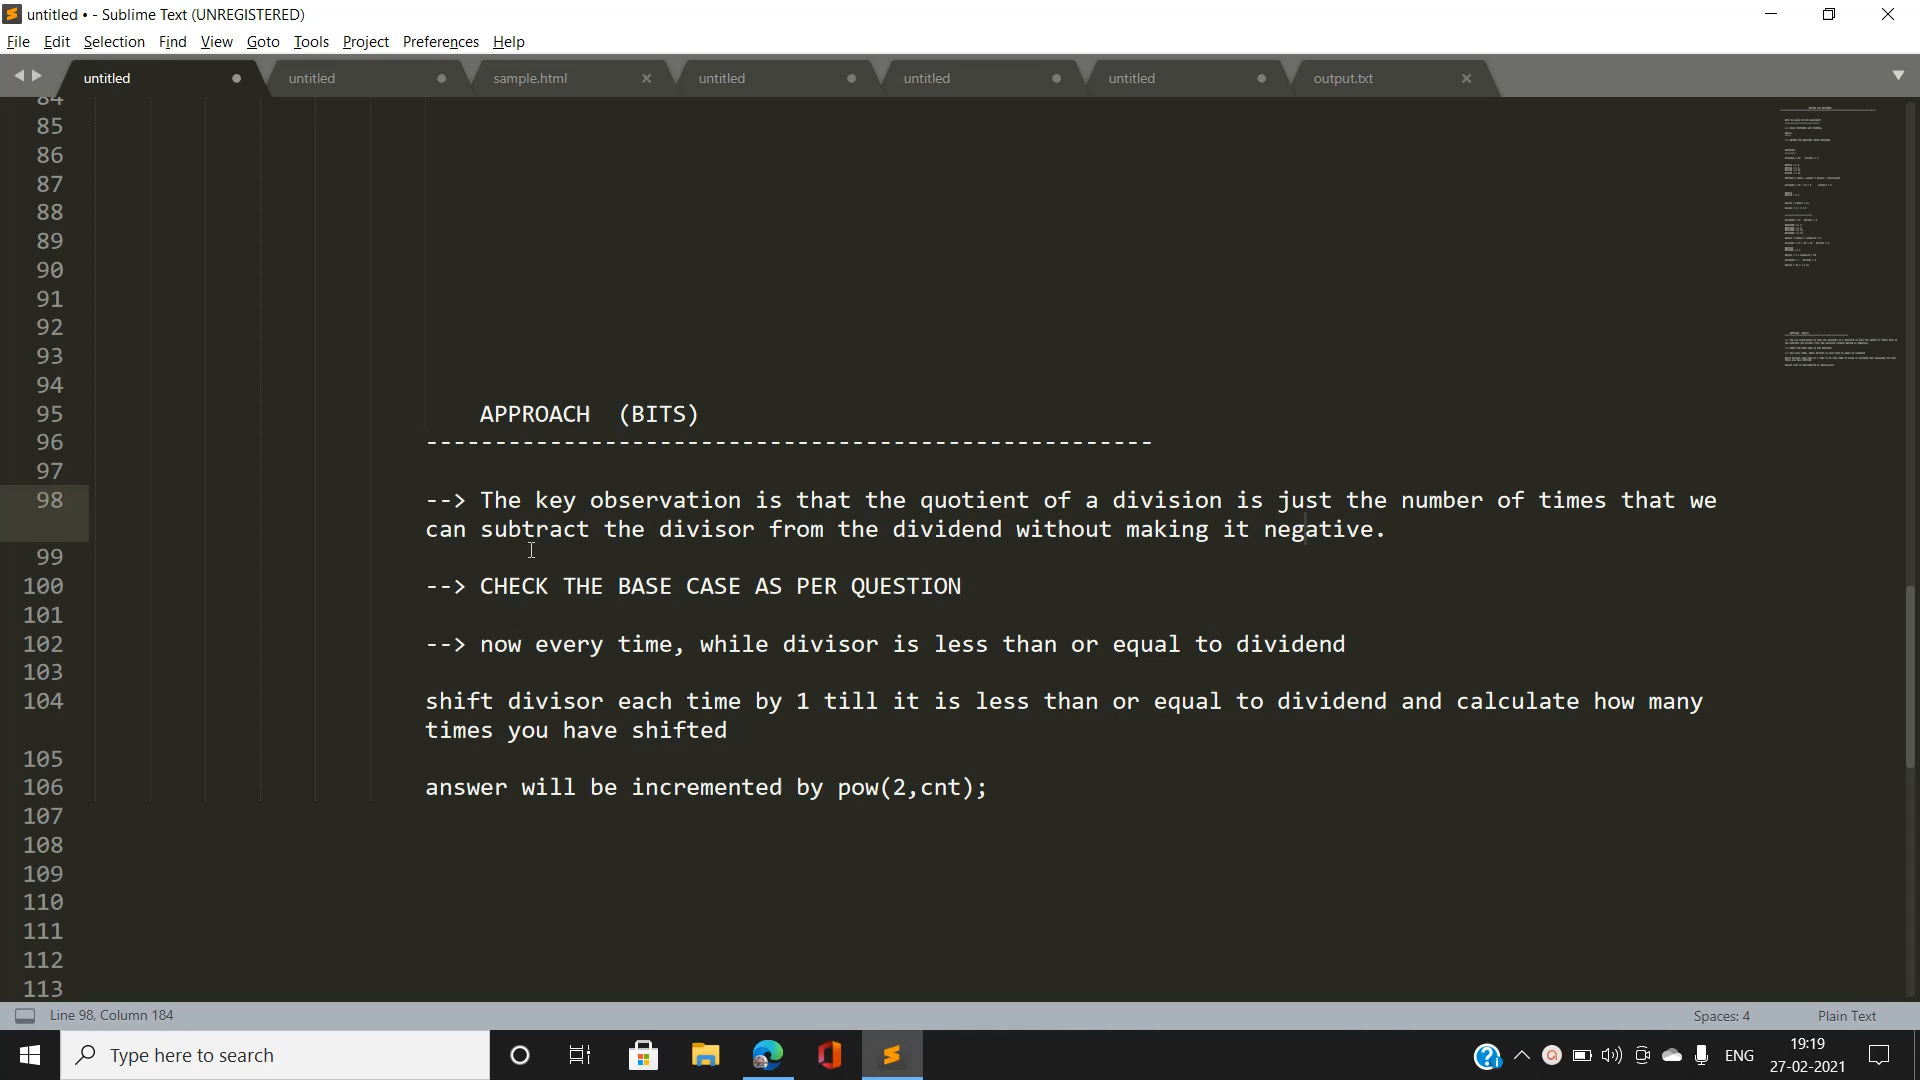 untitled • - Sublime Text (UNREGISTERED)
File Edit Selection Find View Goto Tools Project Preferences Help
untitled untitled sample.html untitled untitled untitled output.txt
84
85
86
87
88
89
90
91
92
93
94
95 APPROACH (BITS)
96 -----------------------------------------------------
97
98 --> The key observation is that the quotient of a division is just the number of times that we
can subtract the divisor from the dividend without making it negative.
99
100 --> CHECK THE BASE CASE AS PER QUESTION
101
102 --> now every time, while divisor is less than or equal to dividend
103
104 shift divisor each time by 1 till it is less than or equal to dividend and calculate how many
times you have shifted
105
106 answer will be incremented by pow(2,cnt);
107
108
109
110
111
112
113
Line 98, Column 184 Spaces: 4 Plain Text
Type here to search ENG 19:19
27-02-2021